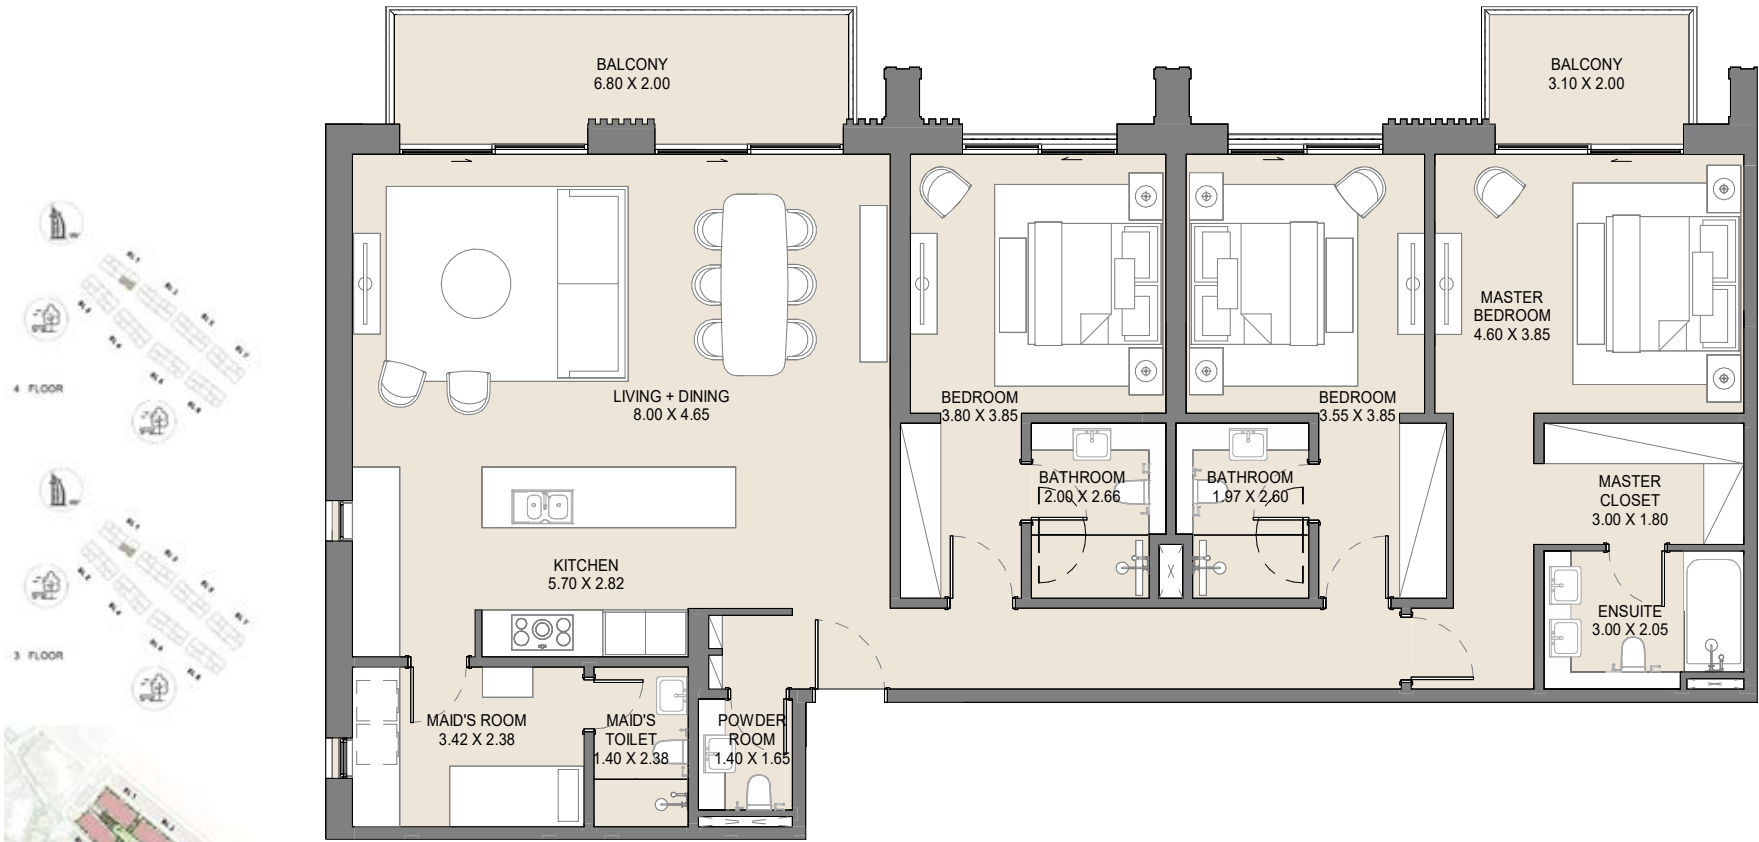 BALCONY
6.80 X 2.00
BALCONY
3.10 X 2.00
MASTER
BEDROOM
4.60 X 3.85
LIVING + DINING
8.00 X 4.65
BEDROOM
3.80 X 3.85
BEDROOM
3.55 X 3.85
BATHROOM
2.00 X 2.66
BATHROOM
1.97 X 2.60
MASTER
CLOSET
3.00 X 1.80
KITCHEN
5.70 X 2.82
ENSUITE
3.00 X 2.05
MAID'S ROOM
3.42 X 2.38
MAID'S
TOILET
1.40 X 2.38
POWDER
ROOM
1.40 X 1.65
4 FLOOR
3 FLOOR